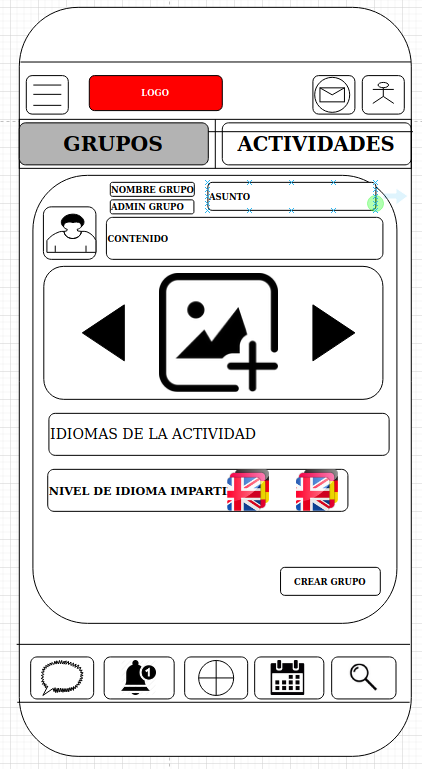 LOGO
GRUPOS
ACTIVIDADES
NOMBRE GRUPO
ASUNTO
ADMIN GRUPO
CONTENIDO
IDIOMAS DE LA ACTIVIDAD
NIVEL DE IDIOMA IMPARTI
CREAR GRUPO
1